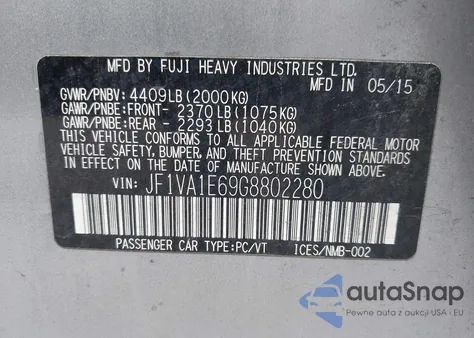 MFD BY FUJI HEAVY INDUSTRIES LTD.
MFD IN 05/15
GVWR/PNBV: 4409LB(2000KG)
GAWR/PNBE:FRONT- 2370LB(1075KG)
GAWR/PNBE:REAR - 2293LB(1040KG)
THIS VEHICLE CONFORMS TO ALL APPLICABLE FEDERAL MOTOR
VEHICLE SAFETY, BUMPER, AND THEFT PREVENTION STANDARDS
IN EFFECT ON THE DATE OF MANUFACTURE SHOWN ABOVE.
VIN: JF1VA1E69G8802280
PASSENGER CAR TYPE:PC/VT ICES/NMB-002
autoSnap
Pewne auta z aukcji USA